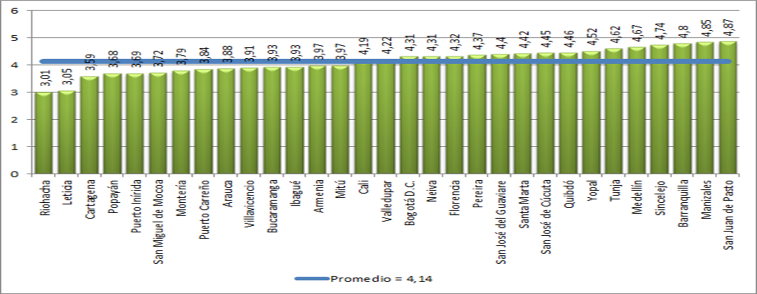 6
5
4
3
2
1
0
3,01
3,05
3,59
3,68
3,69
3,72
3,79
3,84
3,88
3,91
3,93
3,93
3,97
3,97
4,19
4,22
4,31
4,31
4,32
4,37
4,4
4,42
4,45
4,46
4,52
4,62
4,67
4,74
4,8
4,85
4,87
Riohacha
Leticia
Cartagena
Popayán
Puerto Inírida
San Miguel de Mocoa
Montería
Puerto Carreño
Arauca
Villavicencio
Bucaramanga
Ibagué
Armenia
Mitú
Cali
Valledupar
Bogotá D.C.
Neiva
Florencia
Pereira
San José del Guaviare
Santa Marta
San José de Cúcuta
Quibdó
Yopal
Tunja
Medellín
Sincelejo
Barranquilla
Manizales
San Juan de Pasto
Promedio = 4,14